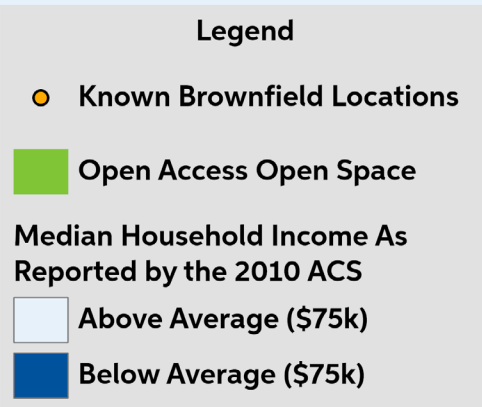 Legend
Known Brownfield Locations
Open Access Open Space
Median Household Income As
Reported by the 2010 ACS
Above Average ($75k)
Below Average ($75k)